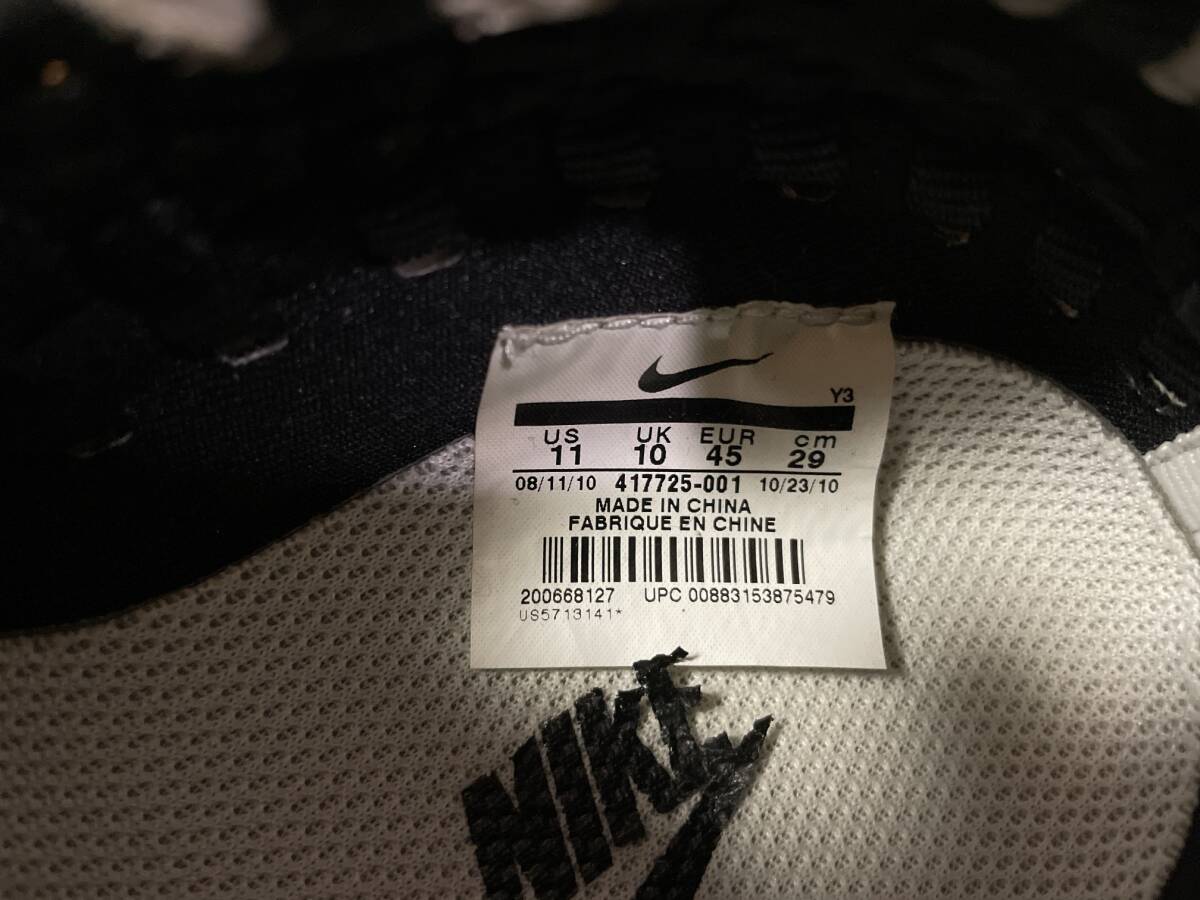 Y3
US UK EUR cm
11 10 45 29
08/11/10 417725-001 10/23/10
MADE IN CHINA
FABRIQUE EN CHINE
200668127 UPC 00883153875479
US5713141*
NIKE